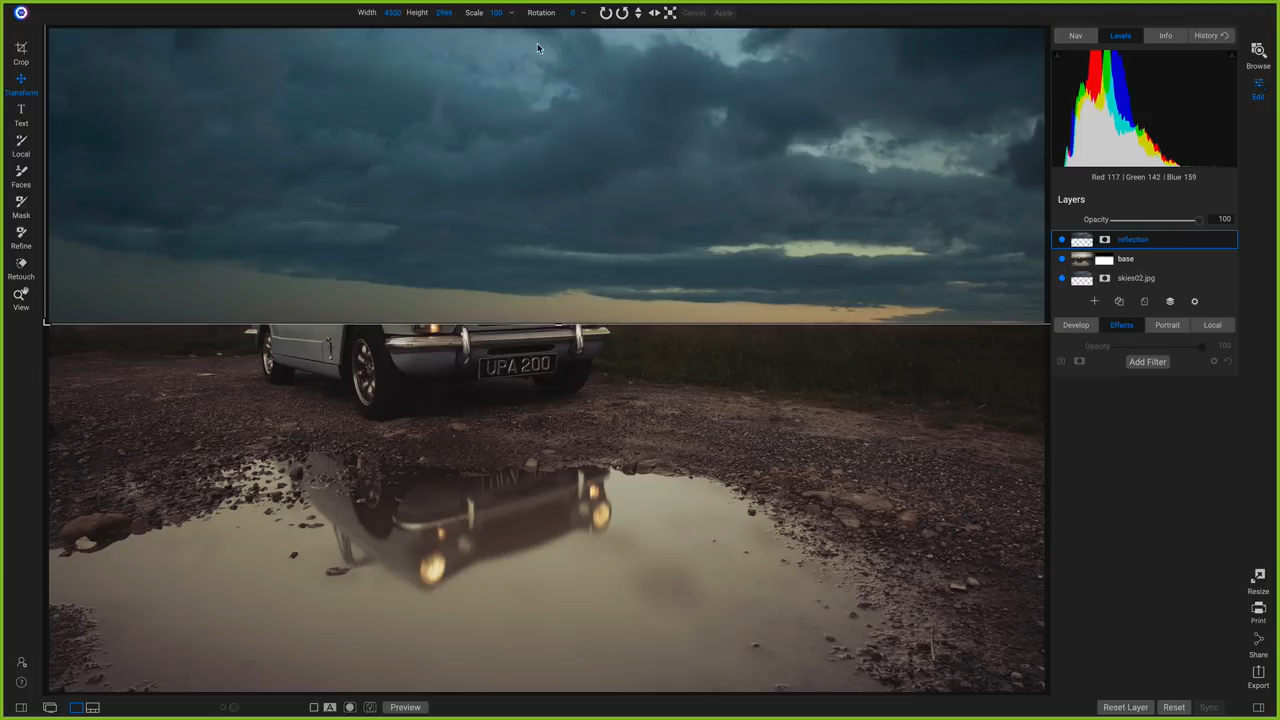 Width 4500 Height 2966 Scale 100 Rotation 0 Cancel Apply
Crop
Transform
Text
Local
Faces
Mask
Refine
Retouch
View
UPA 200
Nav Levels Info History
Red 117 | Green 142 | Blue 159
Layers
Opacity 100
reflection
base
skies02.jpg
Develop Effects Portrait Local
Opacity 100
Add Filter
Browse
Edit
Resize
Print
Share
Export
A Preview
Reset Layer Reset Sync